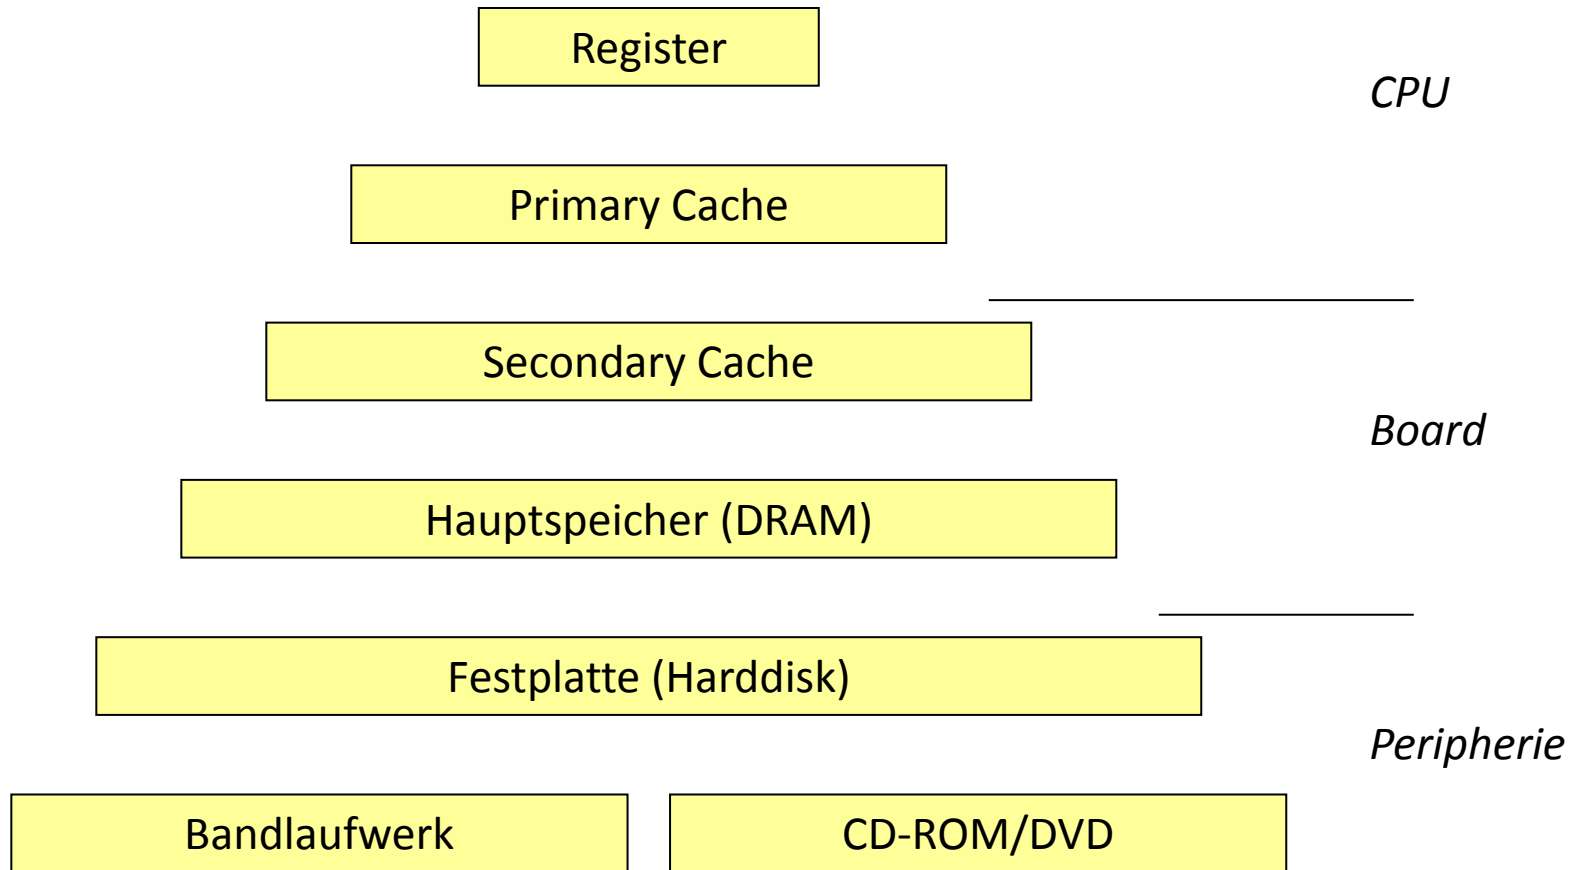 Register
CPU
Primary Cache
Secondary Cache
Board
Hauptspeicher (DRAM)
Festplatte (Harddisk)
Peripherie
Bandlaufwerk
CD-ROM/DVD